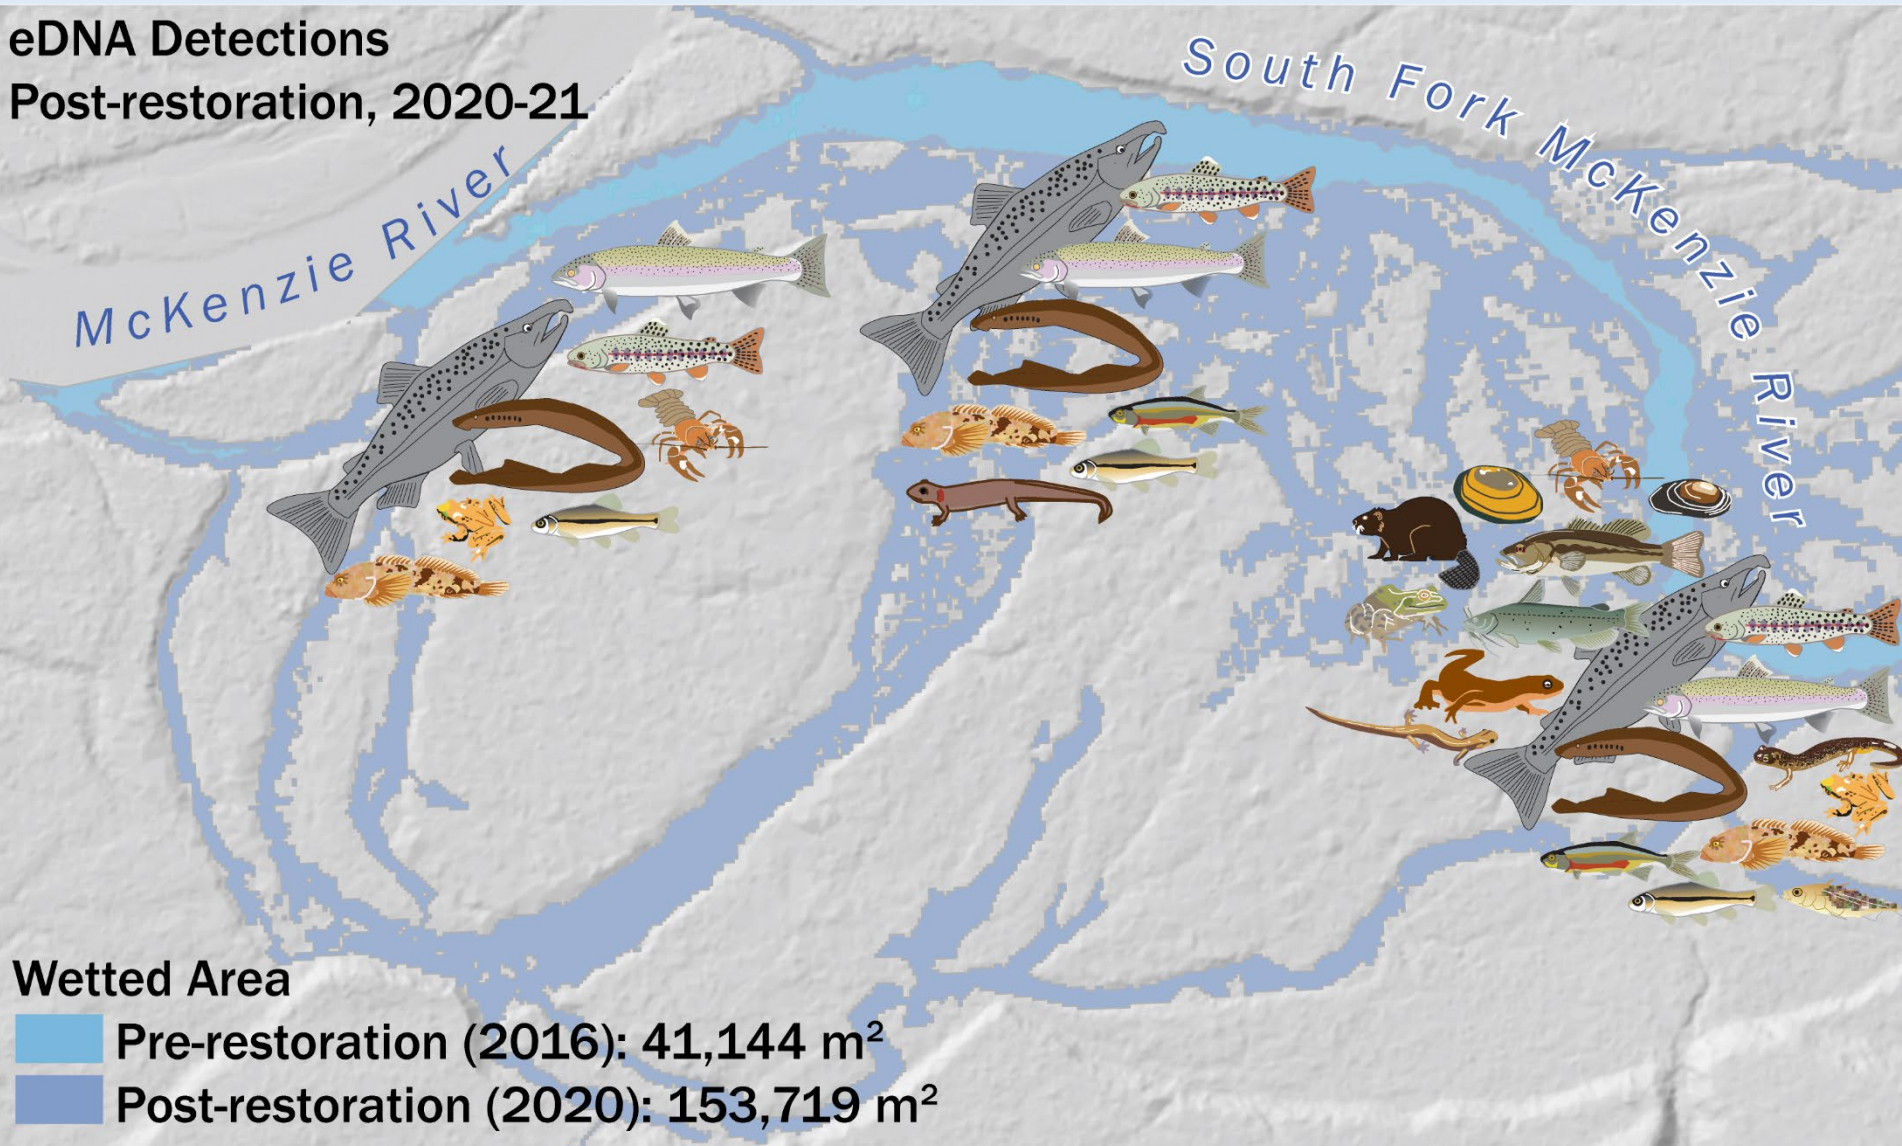 eDNA Detections
Post-restoration, 2020-21
South Fork McKenzie River
McKenzie River
Wetted Area
Pre-restoration (2016): 41,144 m²
Post-restoration (2020): 153,719 m²